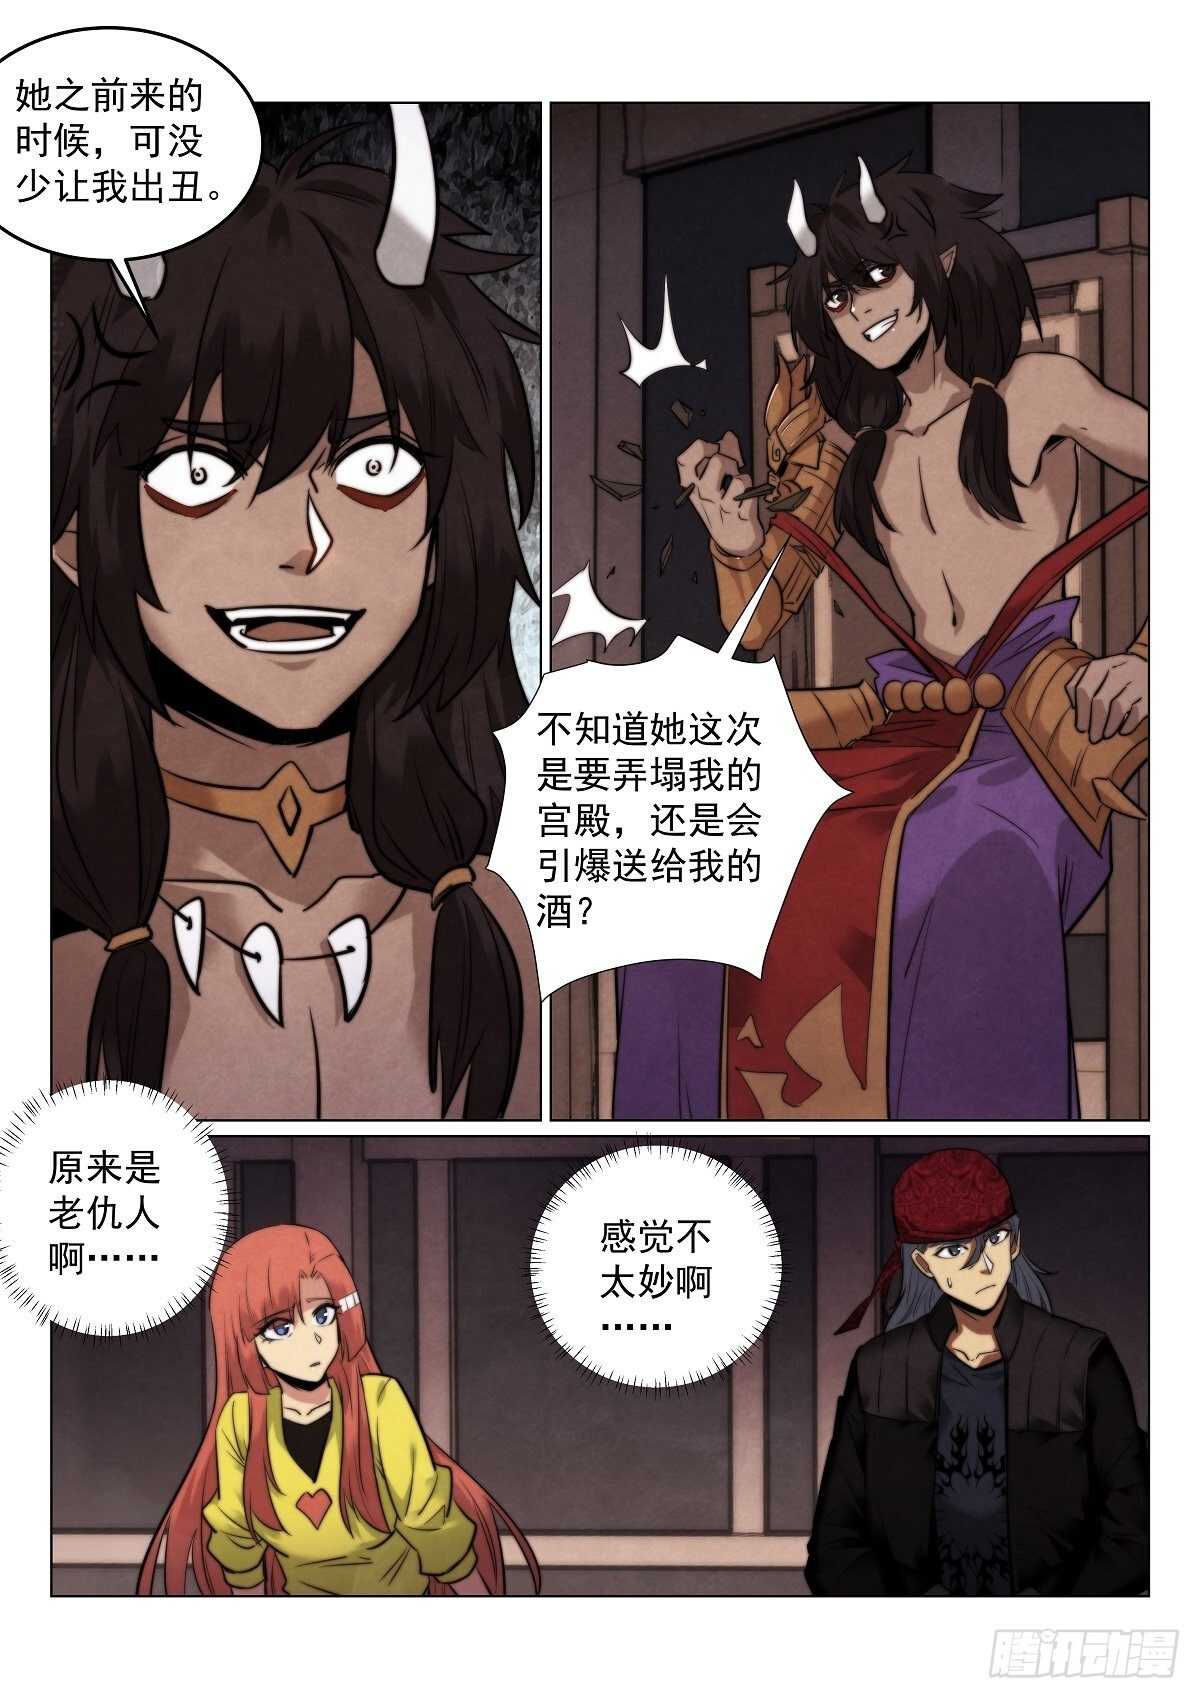 她之前来的
时候，可没
少让我出丑。
不知道她这次
是要弄塌我的
宫殿，还是会
引爆送给我的
酒？
原来是
老仇人
啊……
感觉不
太妙啊
……
腾讯动漫